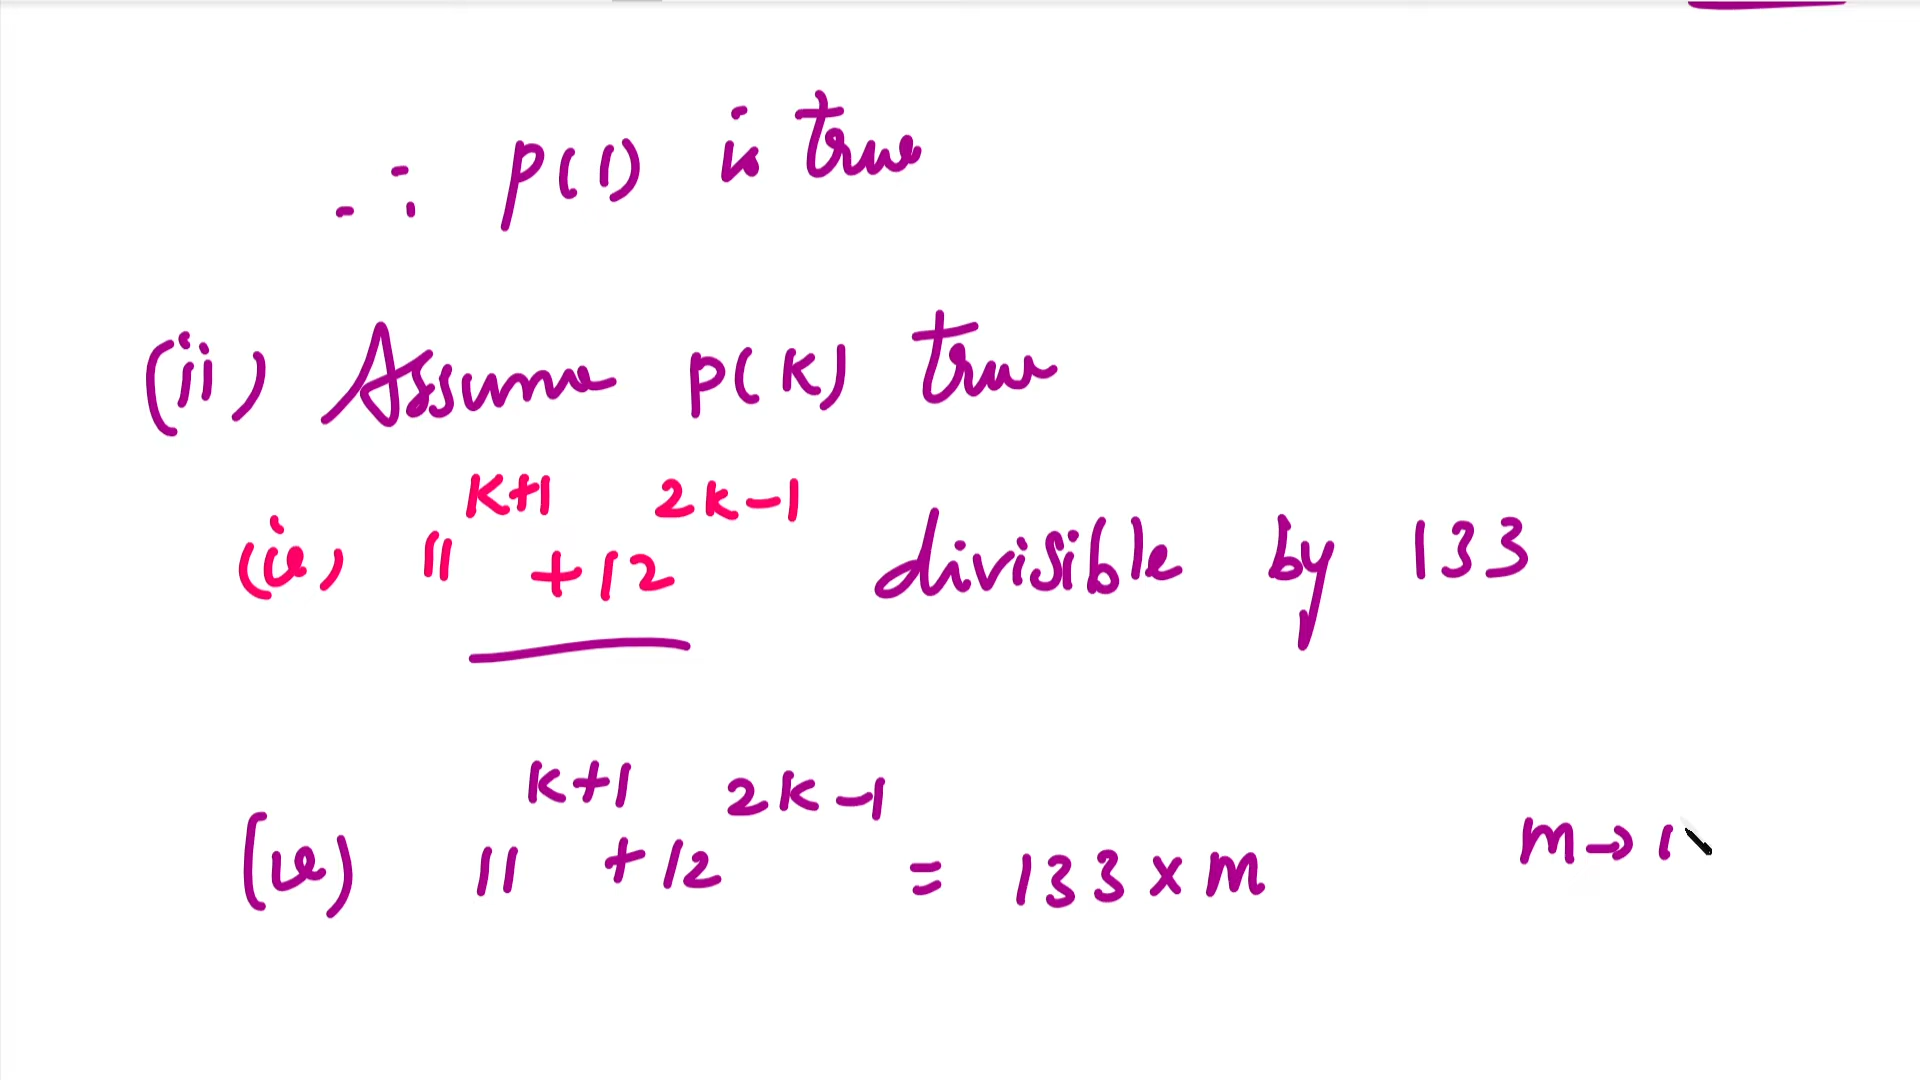 ∴ P(1) is true
(ii) Assume P(K) true
(ie) 11^{K+1} + 12^{2K-1} divisible by 133
(ie) 11^{K+1} + 12^{2K-1} = 133 × m m →